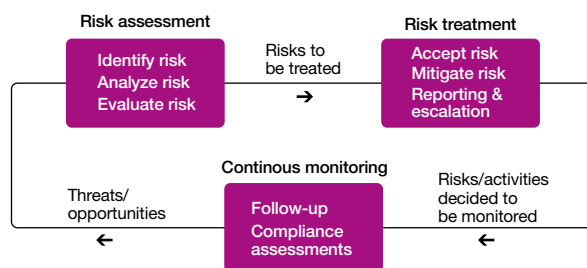 Risk assessment
Identify risk
Analyze risk
Evaluate risk
Risks to
be treated
Risk treatment
Accept risk
Mitigate risk
Reporting &
escalation
Continous monitoring
Follow-up
Compliance
assessments
Risks/activities
decided to
be monitored
Threats/
opportunities